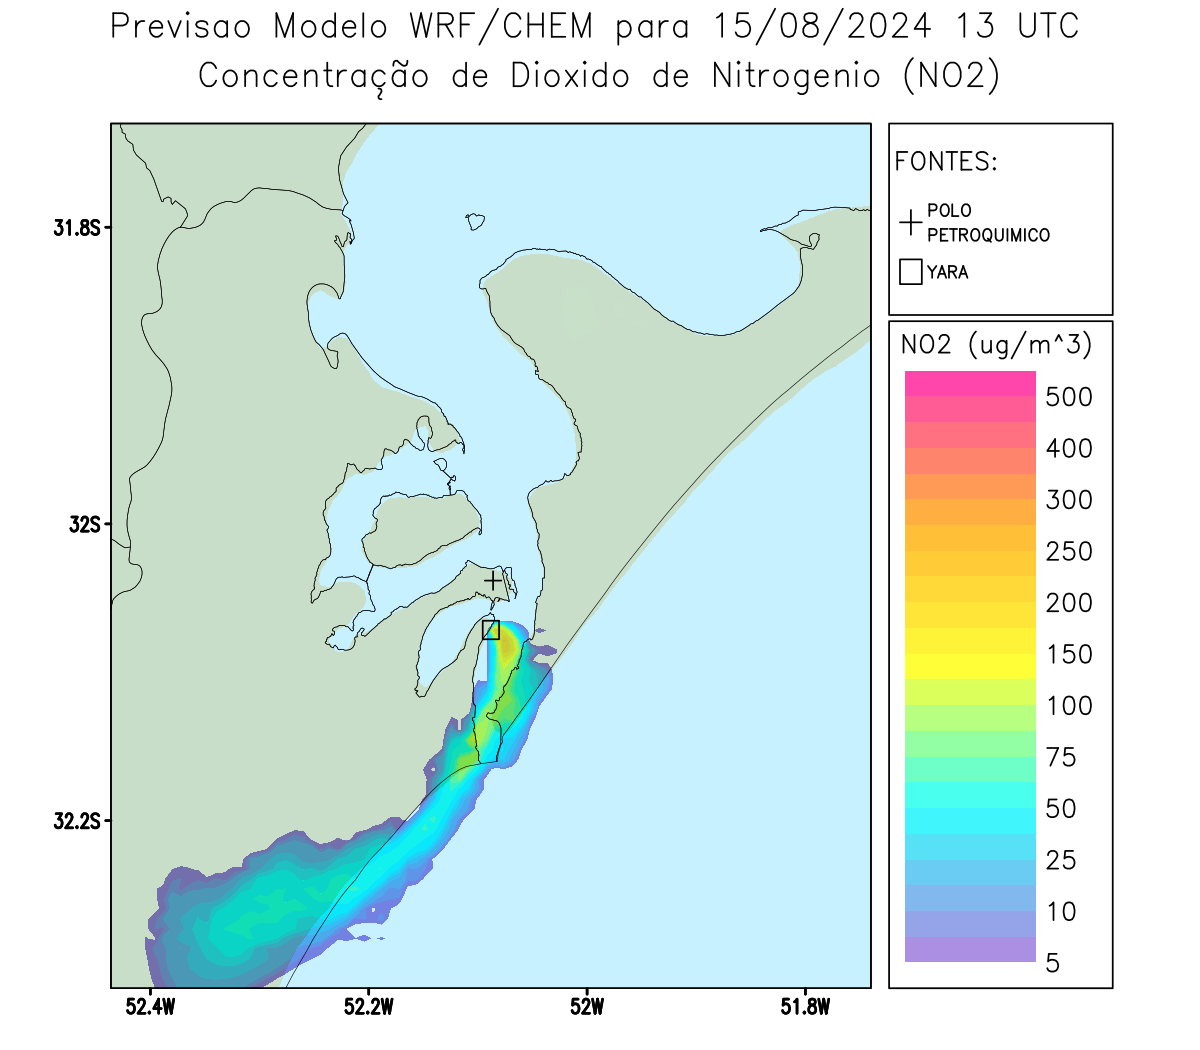 Previsao Modelo WRF/CHEM para 15/08/2024 13 UTC
Concentração de Dioxido de Nitrogenio (NO2)
FONTES:
POLO
PETROQUIMICO
YARA
NO2 (ug/m^3)
500
400
300
250
200
150
100
75
50
25
10
5
31.8S
32S
32.2S
52.4W
52.2W
52W
51.8W